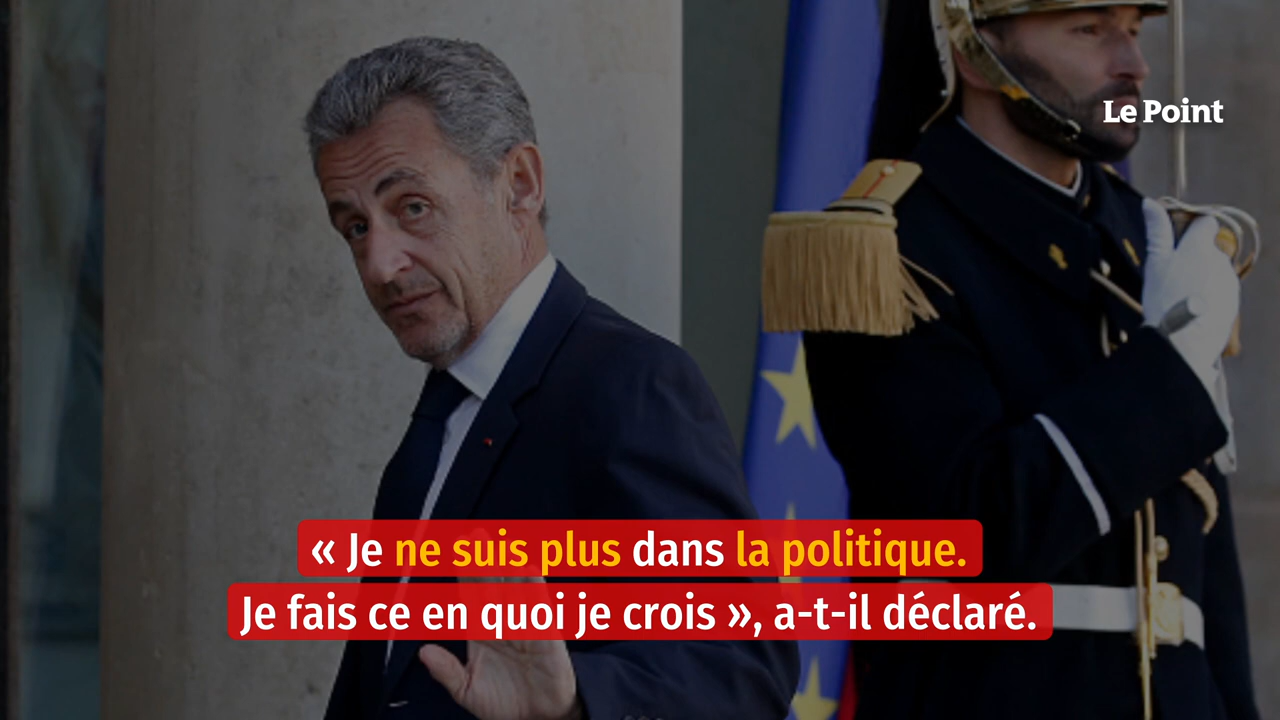 Le Point
« Je ne suis plus dans la politique.
Je fais ce en quoi je crois », a-t-il déclaré.